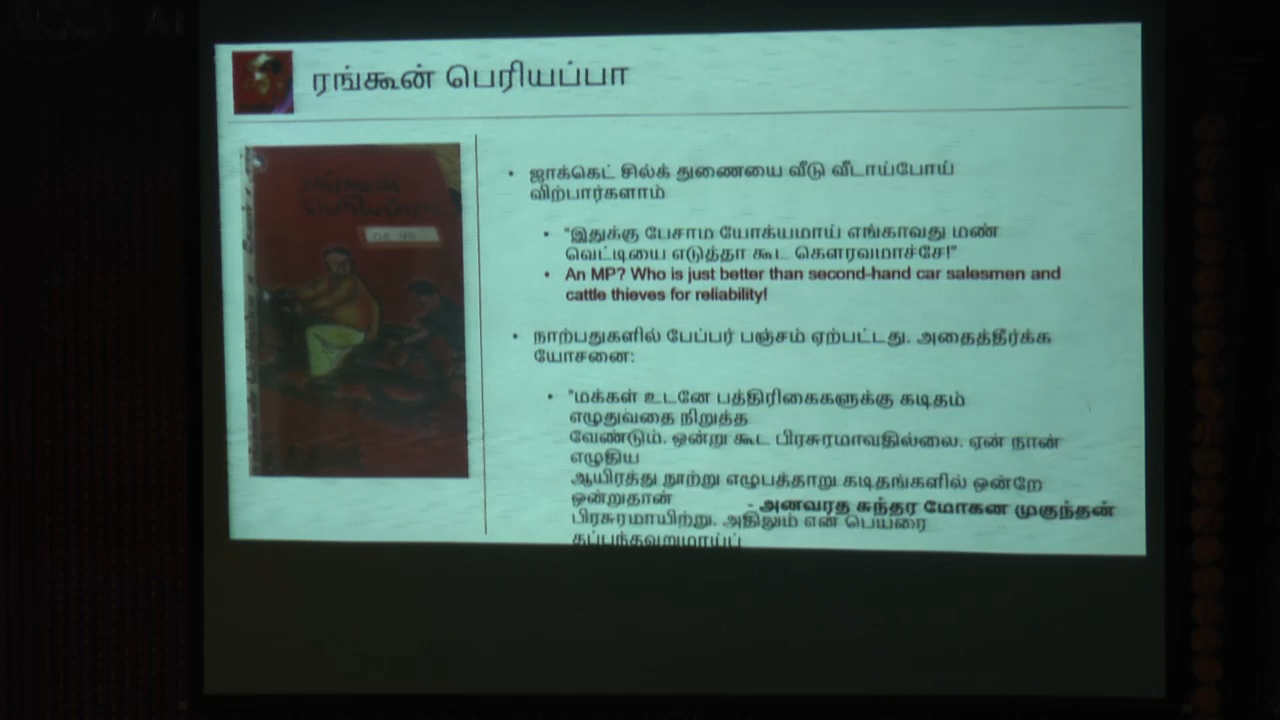 ரங்கூன் பெரியப்பா
ஜாக்கெட் சில்க் துணையை வீடு வீடாய்போய்
விற்பார்களாம்
"இதுக்கு பேசாம யோக்யமாய் எங்காவது மண்
வெட்டியை எடுத்தா கூட கௌரவமாச்சே!"
An MP? Who is just better than second-hand car salesmen and
cattle thieves for reliability!
நாற்பதுகளில் பேப்பர் பஞ்சம் ஏற்பட்டது. அதைத்தீர்க்க
யோசனை:
"மக்கள் உடனே பத்திரிகைகளுக்கு கடிதம்
எழுதுவதை நிறுத்த
வேண்டும். ஒன்று கூட பிரசுரமாவதில்லை. ஏன் நான்
எழுதிய
ஆயிரத்து நூற்று எழுபத்தாறு கடிதங்களில் ஒன்றே
ஒன்றுதான்
- அனவரத சுந்தர மோகன முகுந்தன்
பிரசுரமாயிற்று. அதிலும் என் பெயரை
தப்பந்தவறுமாய்ப்